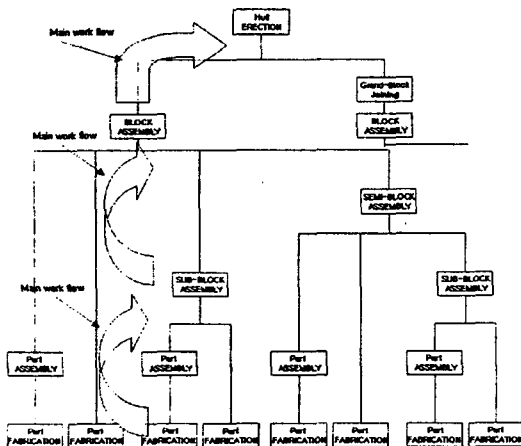 Main work flow
Hull
ERECTION
Grand-Block
Joining
BLOCK
ASSEMBLY
BLOCK
ASSEMBLY
Main work flow
SEMI-BLOCK
ASSEMBLY
SUB-BLOCK
ASSEMBLY
SUB-BLOCK
ASSEMBLY
Main work flow
Part
ASSEMBLY
Part
ASSEMBLY
Part
ASSEMBLY
Part
ASSEMBLY
Part
FABRICATION
Part
FABRICATION
Part
FABRICATION
Part
FABRICATION
Part
FABRICATION
Part
FABRICATION
Part
FABRICATION
Part
FABRICATION